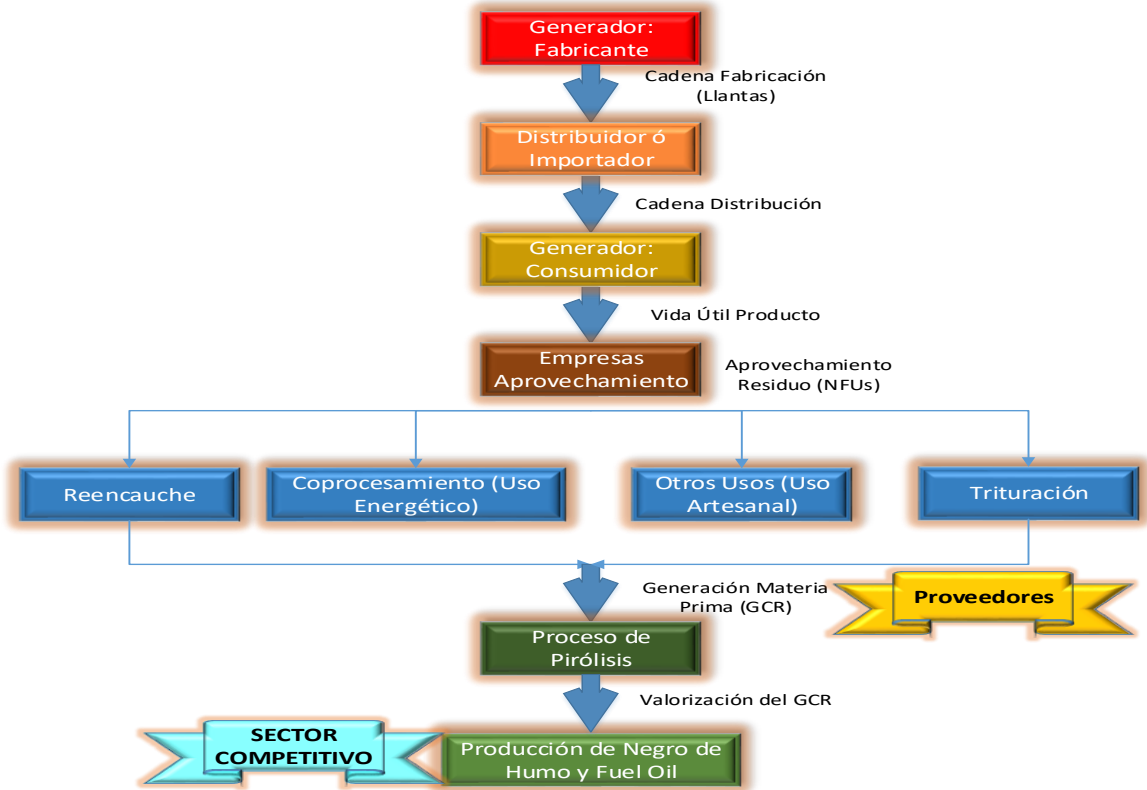 Generador:
Fabricante
Cadena Fabricación
(Llantas)
Distribuidor ó
Importador
Cadena Distribución
Generador:
Consumidor
Vida Útil Producto
Empresas
Aprovechamiento
Aprovechamiento
Residuo (NFUs)
Reencauche
Coprocesamiento (Uso
Energético)
Otros Usos (Uso
Artesanal)
Trituración
Generación Materia
Prima (GCR)
Proveedores
Proceso de
Pirólisis
Valorización del GCR
SECTOR
COMPETITIVO
Producción de Negro de
Humo y Fuel Oil